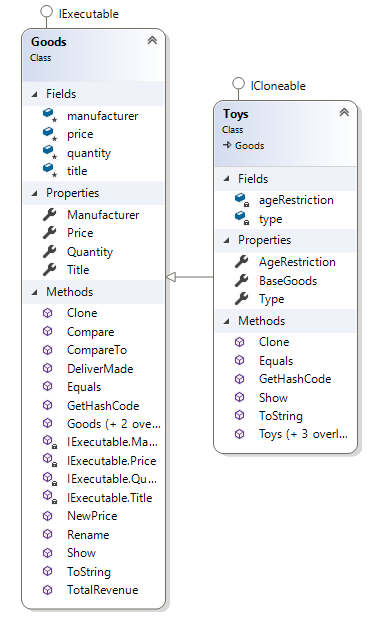 IExecutable
Goods
Class
Fields
manufacturer
price
quantity
title
Properties
Manufacturer
Price
Quantity
Title
Methods
Clone
Compare
CompareTo
DeliverMade
Equals
GetHashCode
Goods (+ 2 ove...
IExecutable.Ma...
IExecutable.Price
IExecutable.Qu...
IExecutable.Title
NewPrice
Rename
Show
ToString
TotalRevenue
ICloneable
Toys
Class
Goods
Fields
ageRestriction
type
Properties
AgeRestriction
BaseGoods
Type
Methods
Clone
Equals
GetHashCode
Show
ToString
Toys (+ 3 overl...